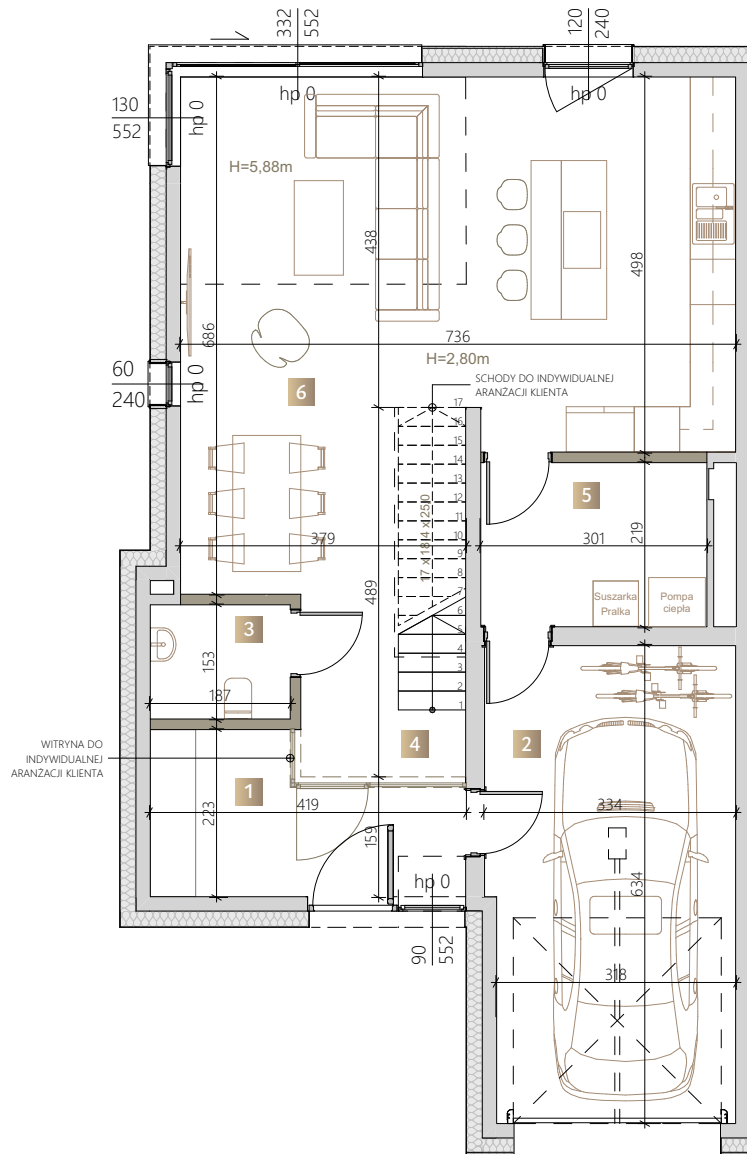 332
552
120
240
130
552
hp 0
hp 0
hp 0
H=5,88m
438
498
686
736
H=2,80m
60
240
hp 0
6
SCHODY DO INDYWIDUALNEJ
ARANŻACJI KLIENTA
17
16
15
14
13
12
11
10
9
8
7
6
5
4
3
2
1
17 x 18,4 x 25,0
5
379
301
219
489
Suszarka
Pralka
Pompa
ciepła
3
153
187
WITRYNA DO
INDYWIDUALNEJ
ARANŻACJI KLIENTA
4
2
1
223
419
159
334
hp 0
634
90
552
318